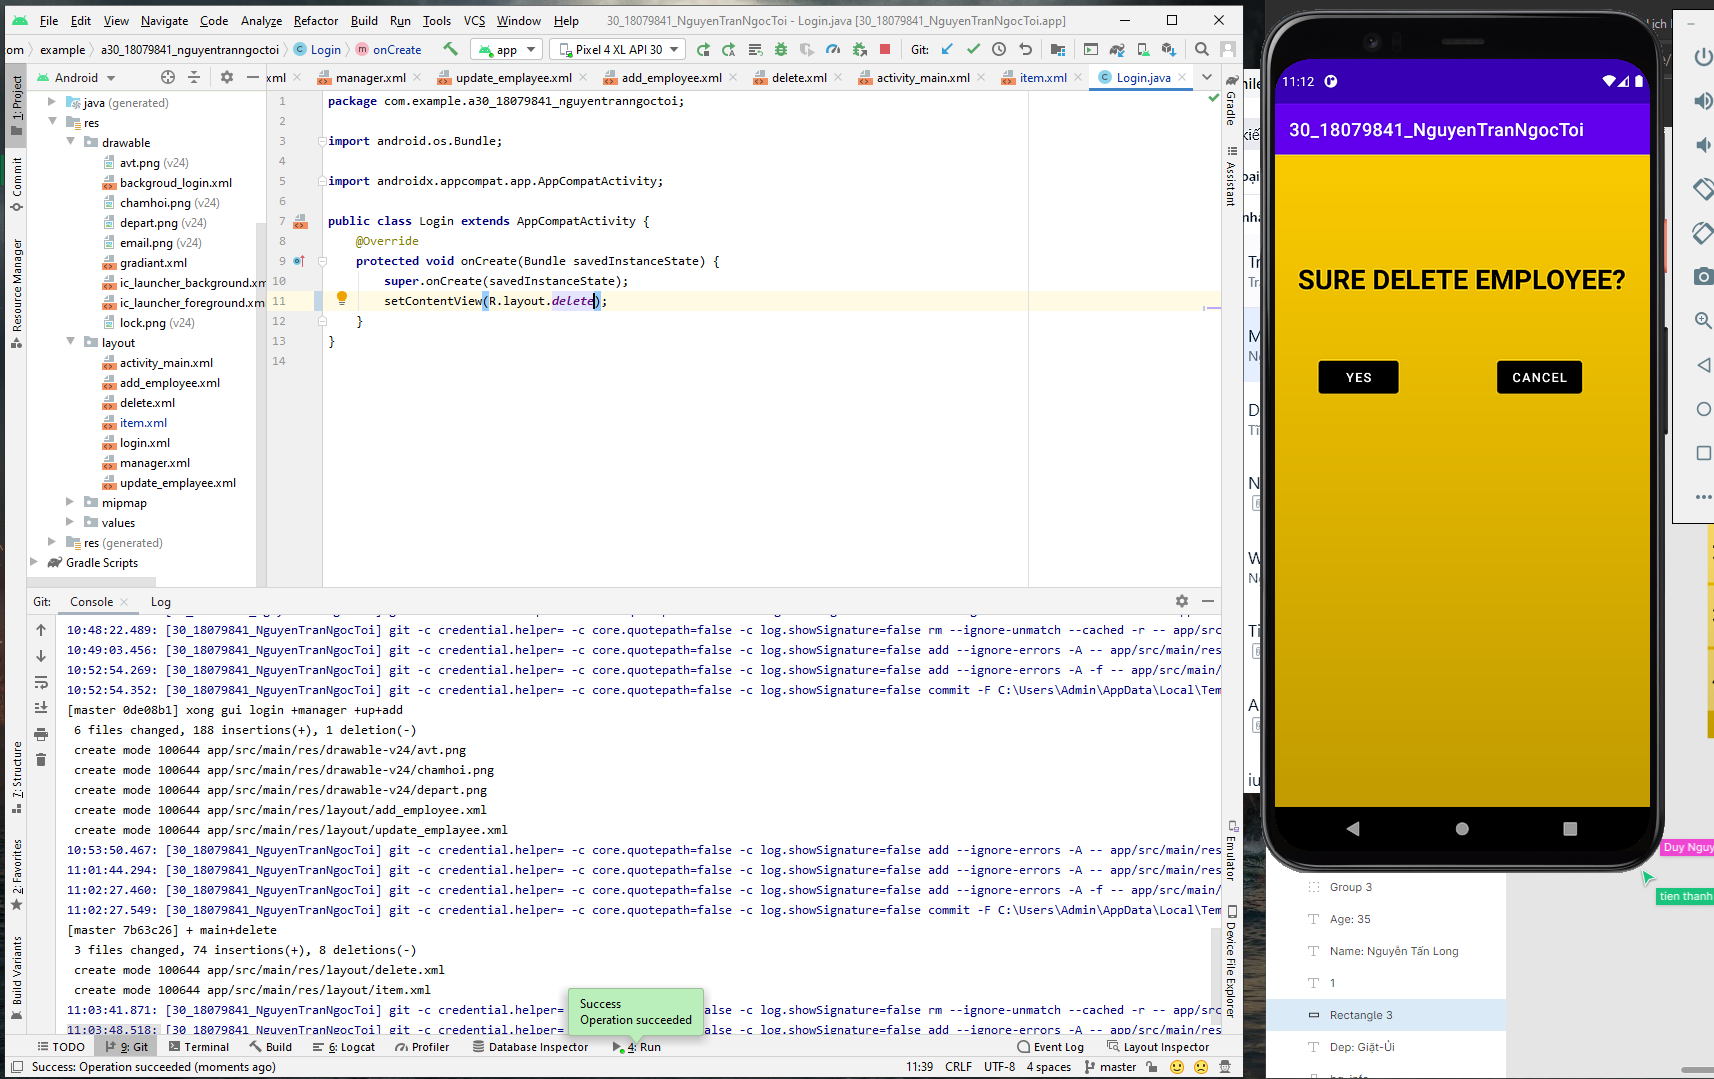 File Edit View Navigate Code Analyze Refactor Build Run Tools VCS Window Help 30_18079841_NguyenTranNgocToi - Login.java [30_18079841_NguyenTranNgocToi.app]
om example a30_18079841_nguyentranngoctoi Login onCreate app Pixel 4 XL API 30 Git:
Android
xml manager.xml update_emplayee.xml add_employee.xml delete.xml activity_main.xml item.xml Login.java
1: Project
Commit
Resource Manager
7: Structure
2: Favorites
Build Variants
java (generated)
res
drawable
avt.png (v24)
backgroud_login.xml
chamhoi.png (v24)
depart.png (v24)
email.png (v24)
gradiant.xml
ic_launcher_background.xm
ic_launcher_foreground.xm
lock.png (v24)
layout
activity_main.xml
add_employee.xml
delete.xml
item.xml
login.xml
manager.xml
update_emplayee.xml
mipmap
values
res (generated)
Gradle Scripts
1 package com.example.a30_18079841_nguyentranngoctoi;
2
3 import android.os.Bundle;
4
5 import androidx.appcompat.app.AppCompatActivity;
6
7 public class Login extends AppCompatActivity {
8 @Override
9 protected void onCreate(Bundle savedInstanceState) {
10 super.onCreate(savedInstanceState);
11 setContentView(R.layout.delete);
12 }
13 }
14
Gradle
Assistant
Emulator
Device File Explorer
Git: Console Log
10:48:22.489: [30_18079841_NguyenTranNgocToi] git -c credential.helper= -c core.quotepath=false -c log.showSignature=false rm --ignore-unmatch --cached -r -- app/src
10:49:03.456: [30_18079841_NguyenTranNgocToi] git -c credential.helper= -c core.quotepath=false -c log.showSignature=false add --ignore-errors -A -- app/src/main/res
10:52:54.269: [30_18079841_NguyenTranNgocToi] git -c credential.helper= -c core.quotepath=false -c log.showSignature=false add --ignore-errors -A -f -- app/src/main/
10:52:54.352: [30_18079841_NguyenTranNgocToi] git -c credential.helper= -c core.quotepath=false -c log.showSignature=false commit -F C:\Users\Admin\AppData\Local\Tem
[master 0de08b1] xong gui login +manager +up+add
6 files changed, 188 insertions(+), 1 deletion(-)
create mode 100644 app/src/main/res/drawable-v24/avt.png
create mode 100644 app/src/main/res/drawable-v24/chamhoi.png
create mode 100644 app/src/main/res/drawable-v24/depart.png
create mode 100644 app/src/main/res/layout/add_employee.xml
create mode 100644 app/src/main/res/layout/update_emplayee.xml
10:53:50.467: [30_18079841_NguyenTranNgocToi] git -c credential.helper= -c core.quotepath=false -c log.showSignature=false add --ignore-errors -A -- app/src/main/res
11:01:44.294: [30_18079841_NguyenTranNgocToi] git -c credential.helper= -c core.quotepath=false -c log.showSignature=false add --ignore-errors -A -- app/src/main/res
11:02:27.460: [30_18079841_NguyenTranNgocToi] git -c credential.helper= -c core.quotepath=false -c log.showSignature=false add --ignore-errors -A -f -- app/src/main/
11:02:27.549: [30_18079841_NguyenTranNgocToi] git -c credential.helper= -c core.quotepath=false -c log.showSignature=false commit -F C:\Users\Admin\AppData\Local\Tem
[master 7b63c26] + main+delete
3 files changed, 74 insertions(+), 8 deletions(-)
create mode 100644 app/src/main/res/layout/delete.xml
create mode 100644 app/src/main/res/layout/item.xml
11:03:41.871: [30_18079841_NguyenTranNgocToi] git -c credential.helper= =false -c log.showSignature=false rm --ignore-unmatch --cached -r -- app/src
11:03:48.518: [30_18079841_NguyenTranNgocToi] git -c credential.helper= =false -c log.showSignature=false add --ignore-errors -A -- app/src/main/res
Success
Operation succeeded
TODO 9: Git Terminal Build 6: Logcat Profiler Database Inspector 4: Run Event Log Layout Inspector
Success: Operation succeeded (moments ago) 11:39 CRLF UTF-8 4 spaces master
11:12
30_18079841_NguyenTranNgocToi
SURE DELETE EMPLOYEE?
YES CANCEL
Duy Nguy
tien thanh
Group 3
Age: 35
Name: Nguyễn Tấn Long
1
Rectangle 3
Dep: Giặt-Ủi